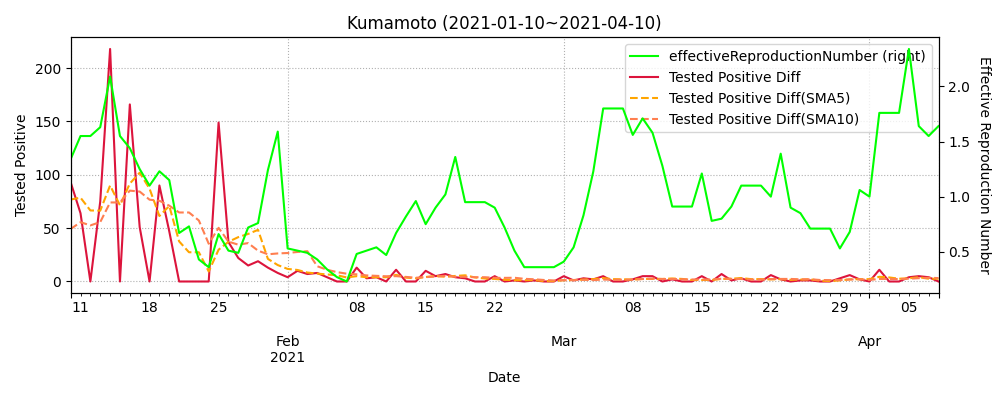 Kumamoto (2021-01-10~2021-04-10)
effectiveReproductionNumber (right)
Tested Positive Diff
Tested Positive Diff(SMA5)
Tested Positive Diff(SMA10)
Tested Positive
200
150
100
50
0
2.0
1.5
1.0
0.5
Effective Reproduction Number
11 18 25 08 15 22 08 15 22 29 05
Feb Mar Apr
2021
Date